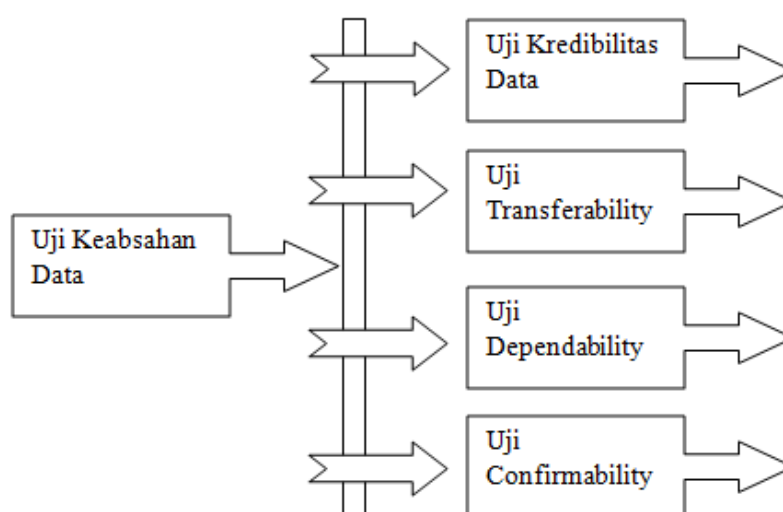 Uji Kredibilitas
Data
Uji
Transferability
Uji Keabsahan
Data
Uji
Dependability
Uji
Confirmability